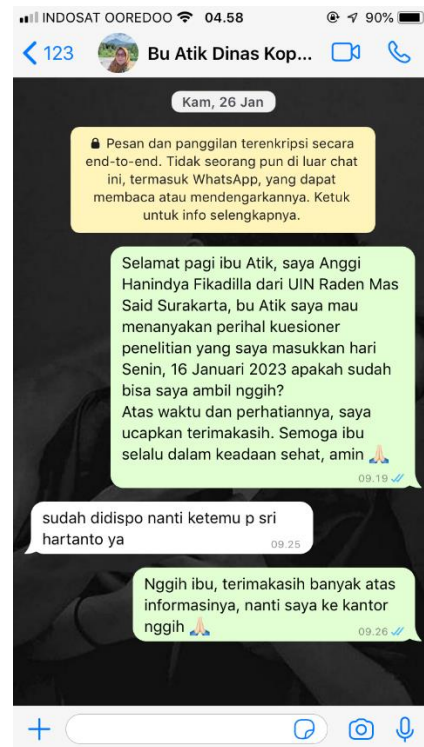 INDOSAT OOREDOO 04.58 90%
123 Bu Atik Dinas Kop...
Kam, 26 Jan
Pesan dan panggilan terenkripsi secara
end-to-end. Tidak seorang pun di luar chat
ini, termasuk WhatsApp, yang dapat
membaca atau mendengarkannya. Ketuk
untuk info selengkapnya.
Selamat pagi ibu Atik, saya Anggi
Hanindya Fikadilla dari UIN Raden Mas
Said Surakarta, bu Atik saya mau
menanyakan perihal kuesioner
penelitian yang saya masukkan hari
Senin, 16 Januari 2023 apakah sudah
bisa saya ambil nggih?
Atas waktu dan perhatiannya, saya
ucapkan terimakasih. Semoga ibu
selalu dalam keadaan sehat, amin 🙏🏻
09.19
sudah didispo nanti ketemu p sri
hartanto ya
09.25
Nggih ibu, terimakasih banyak atas
informasinya, nanti saya ke kantor
nggih 🙏🏻
09.26